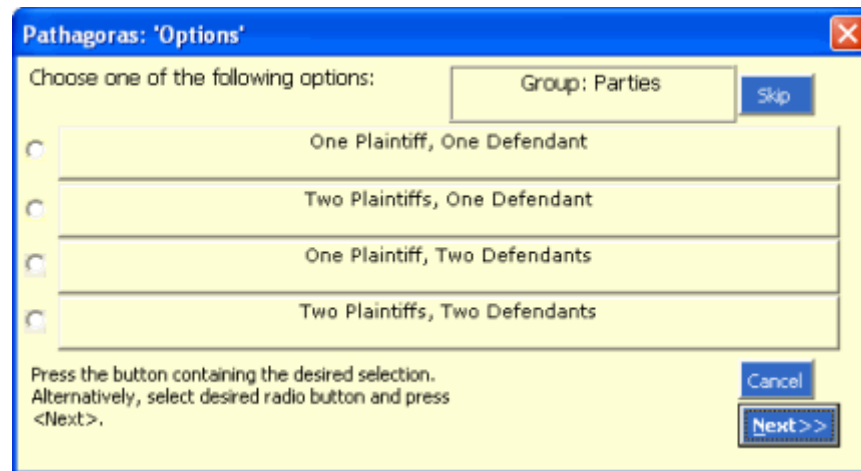 Pathagoras: 'Options'
Choose one of the following options:
Group: Parties
Skip
One Plaintiff, One Defendant
Two Plaintiffs, One Defendant
One Plaintiff, Two Defendants
Two Plaintiffs, Two Defendants
Press the button containing the desired selection.
Alternatively, select desired radio button and press
<Next>.
Cancel
Next>>